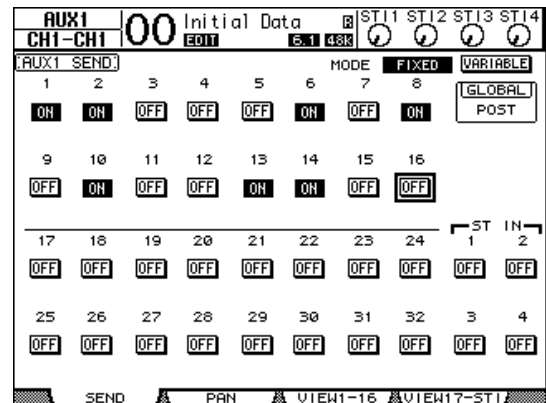 AUX1
CH1-CH1
00 Initial Data
EDIT 6.1 48k
STI1 STI2 STI3 STI4
AUX1 SEND
MODE FIXED VARIABLE
1 2 3 4 5 6 7 8
GLOBAL
POST
ON ON OFF OFF OFF ON OFF ON
9 10 11 12 13 14 15 16
OFF ON OFF OFF ON ON OFF OFF
ST IN
17 18 19 20 21 22 23 24 1 2
OFF OFF OFF OFF OFF OFF OFF OFF OFF OFF
25 26 27 28 29 30 31 32 3 4
OFF OFF OFF OFF OFF OFF OFF OFF OFF OFF
SEND PAN VIEW1-16 VIEW17-STI